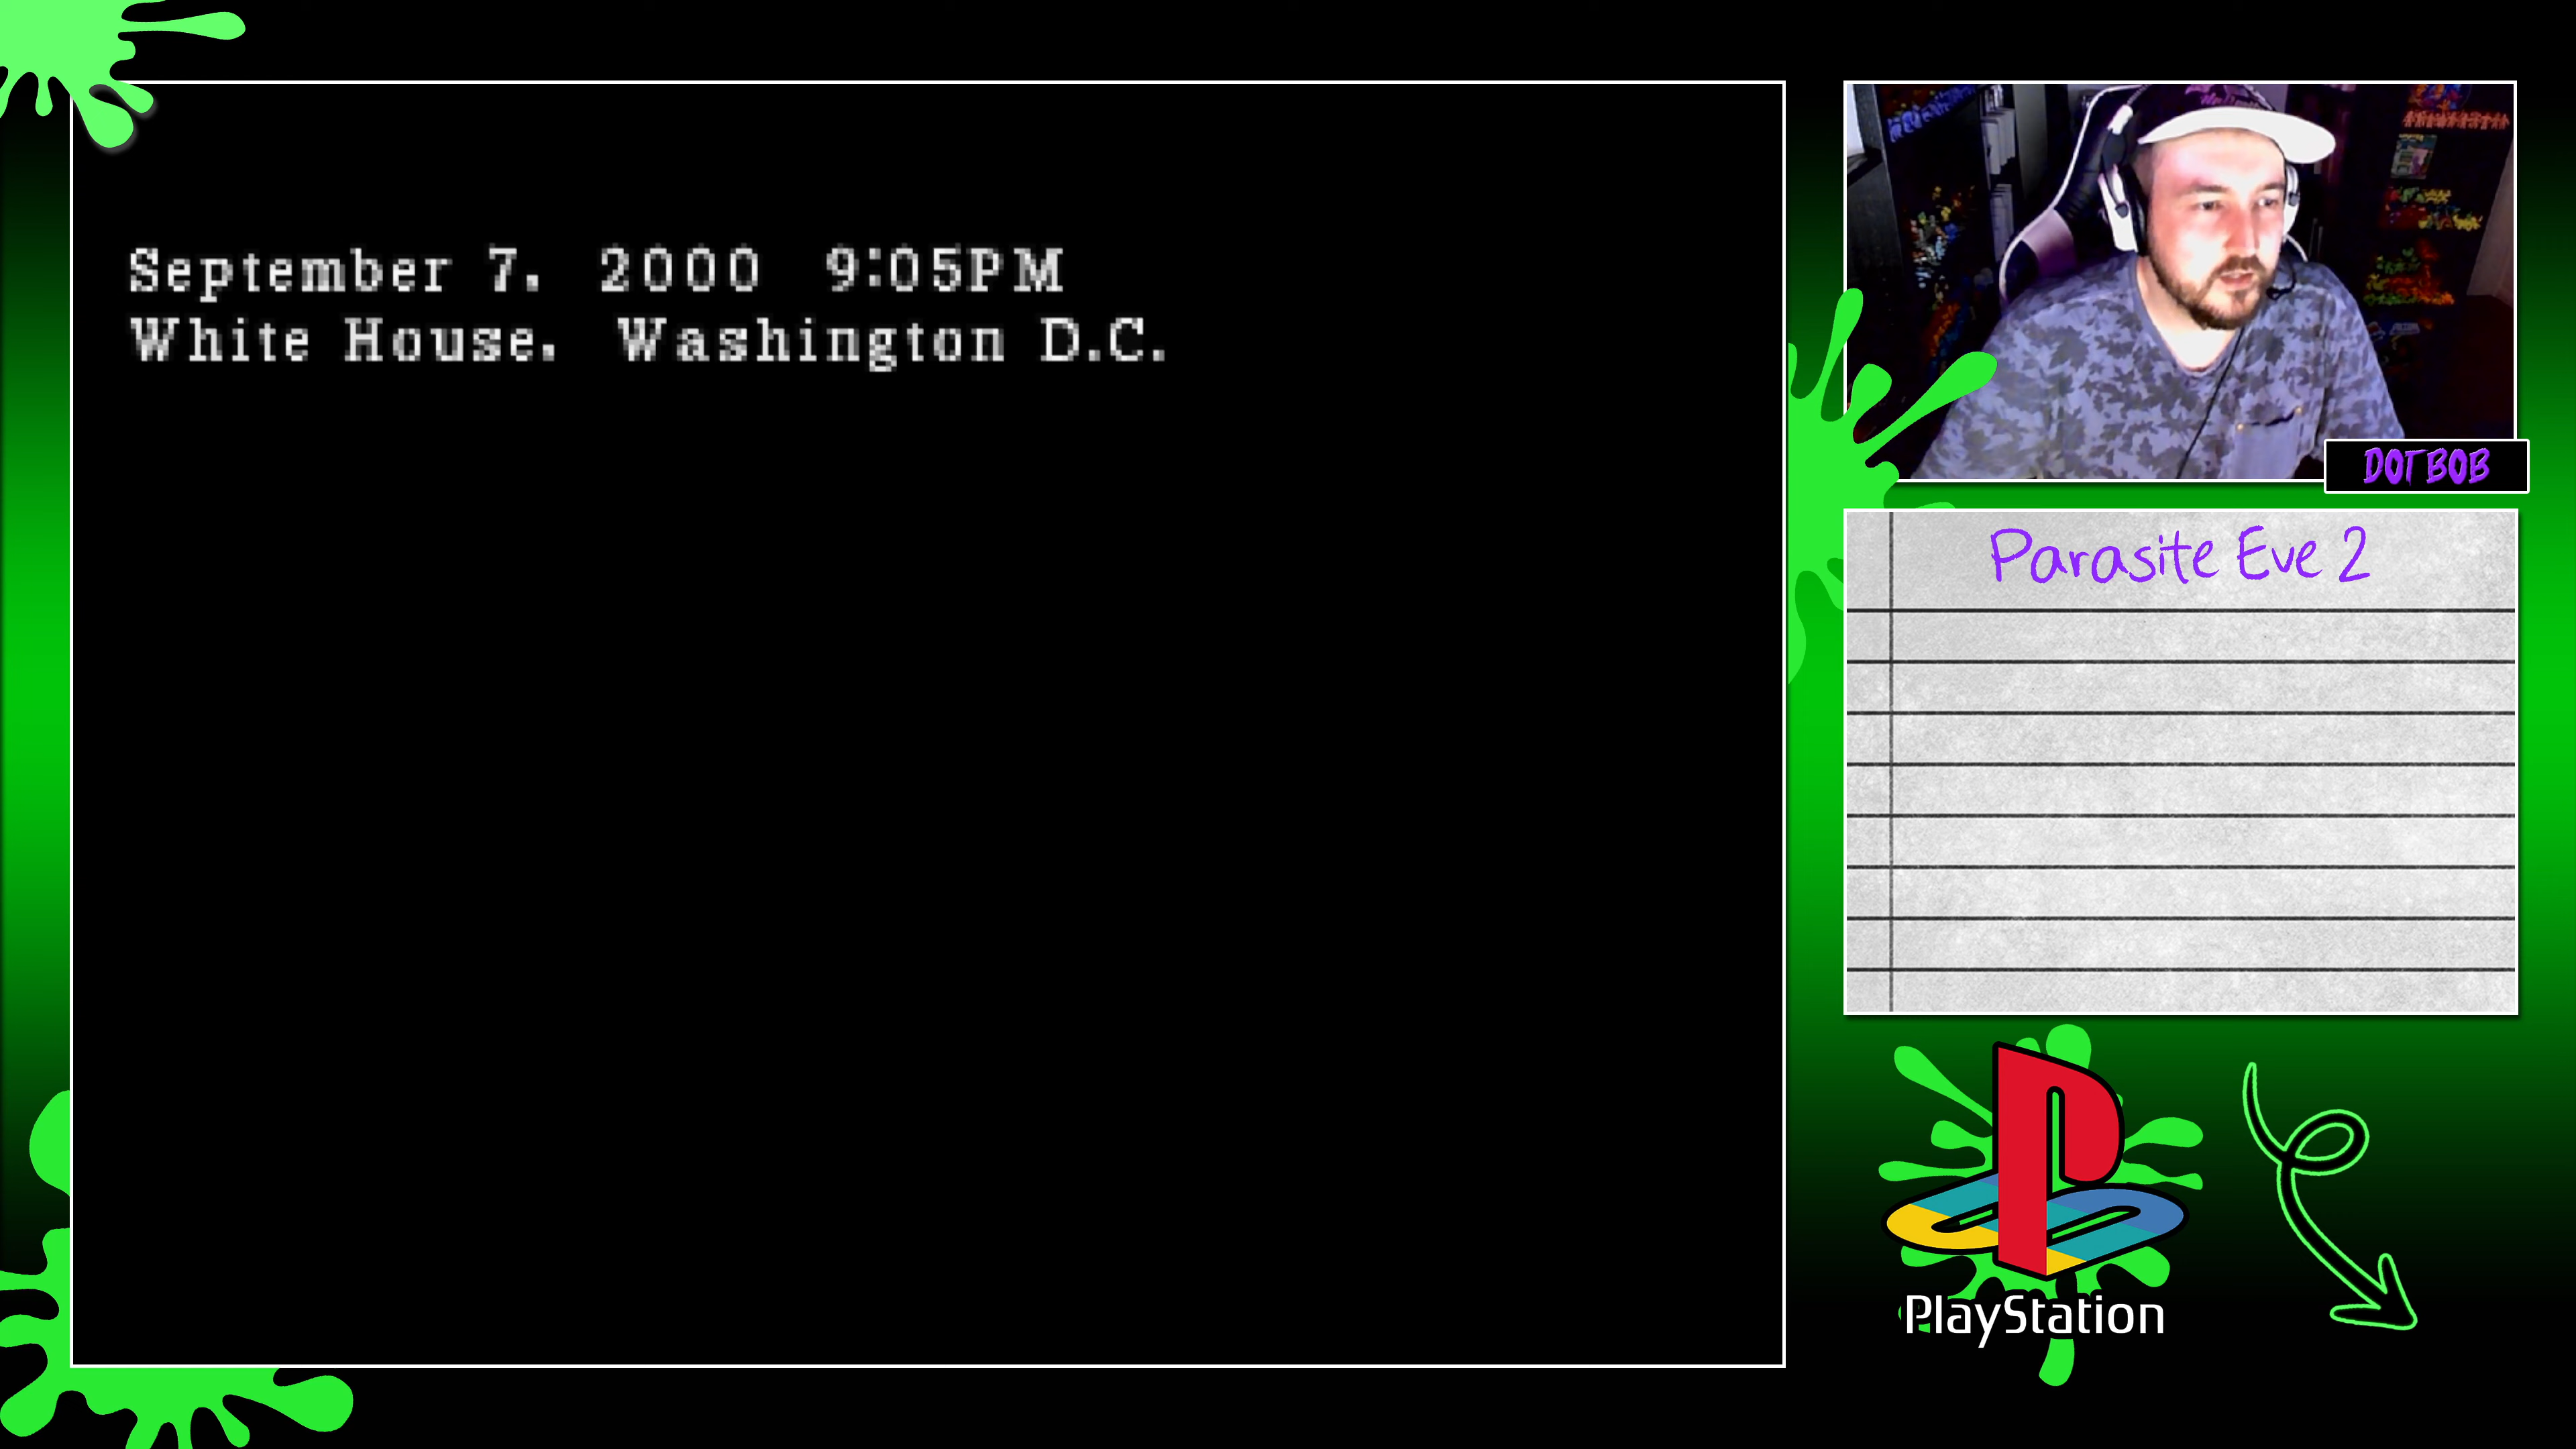 September 7, 2000 9:05PM
White House, Washington D.C.
DOT BOB
Parasite Eve 2
PlayStation